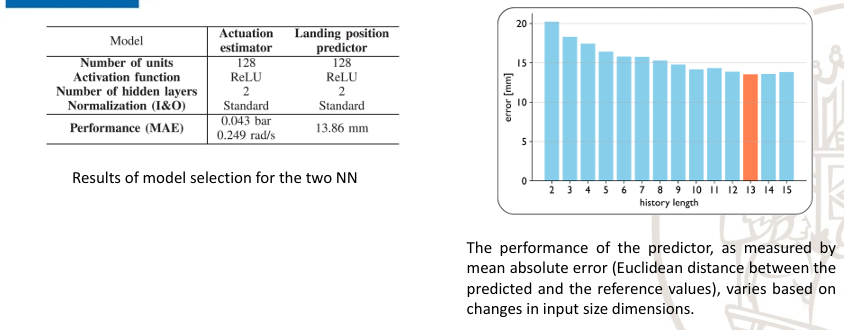 Model Actuation estimator Landing position predictor
Number of units 128 128
Activation function ReLU ReLU
Number of hidden layers 2 2
Normalization (I&O) Standard Standard
Performance (MAE) 0.043 bar 0.249 rad/s 13.86 mm
Results of model selection for the two NN
error [mm]
20
15
10
5
0
2 3 4 5 6 7 8 9 10 11 12 13 14 15
history length
The performance of the predictor, as measured by
mean absolute error (Euclidean distance between the
predicted and the reference values), varies based on
changes in input size dimensions.